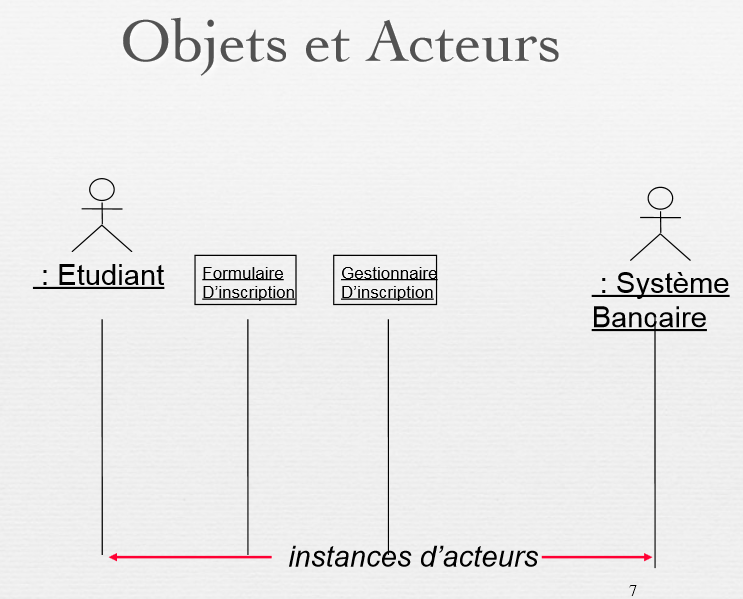 Objets et Acteurs
: Etudiant
Formulaire
D'inscription
Gestionnaire
D'inscription
: Système
Bancaire
instances d'acteurs
7